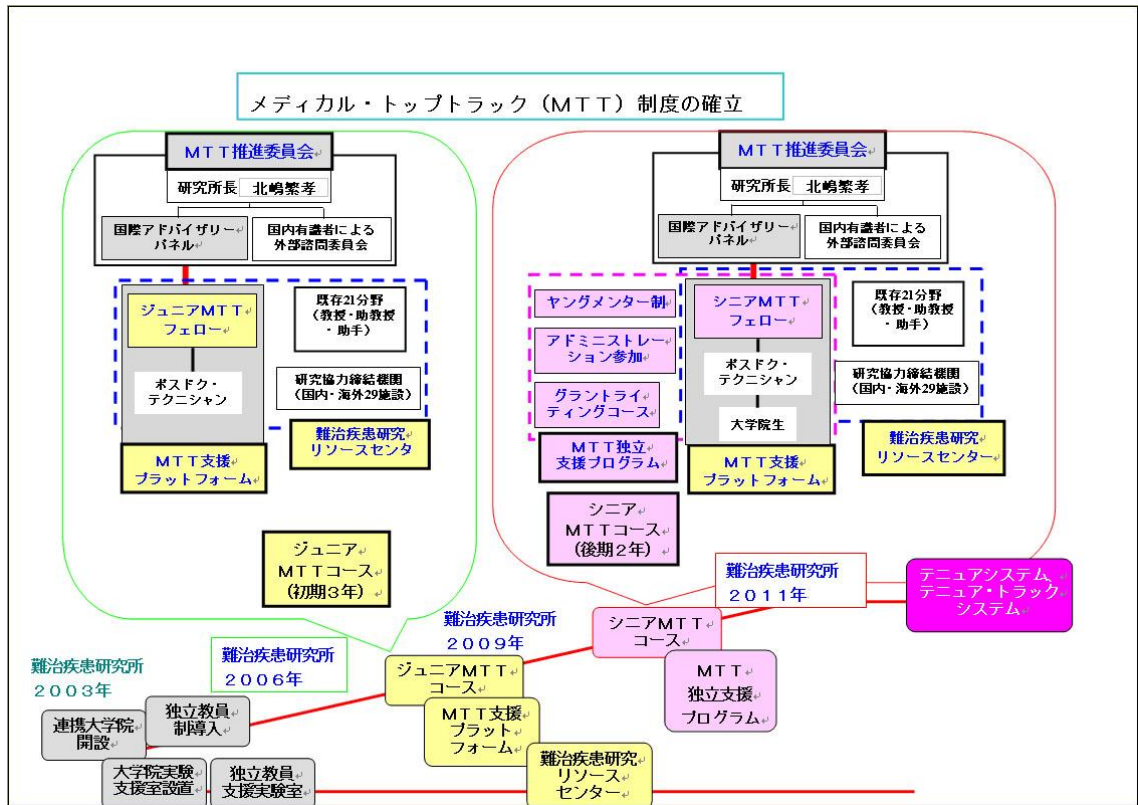 メディカル・トップトラック（MTT）制度の確立
MTT推進委員会
研究所長 北嶋繁孝
国際アドバイザリー
パネル
国内有識者による
外部諮問委員会
ジュニアMTT
フェロー
ポスドク・
テクニシャン
既存21分野
（教授・助教授
・助手）
研究協力締結機関
（国内・海外29施設）
難治疾患研究
リソースセンタ
MTT支援
プラットフォーム
ジュニア
MTTコース
（初期3年）
MTT推進委員会
研究所長 北嶋繁孝
国際アドバイザリー
パネル
国内有識者による
外部諮問委員会
ヤングメンター制
アドミニストレー
ション参加
グラントライ
ティングコース
MTT独立
支援プログラム
シニアMTT
フェロー
ポスドク・
テクニシャン
大学院生
MTT支援
プラットフォーム
既存21分野
（教授・助教授
・助手）
研究協力締結機関
（国内・海外29施設）
難治疾患研究
リソースセンター
シニア
MTTコース
（後期2年）
難治疾患研究所
2003年
連携大学院
開設
独立教員
制導入
大学院実験
支援室設置
独立教員
支援実験室
難治疾患研究所
2006年
ジュニアMTT
コース
MTT支援
プラット
フォーム
難治疾患研究
リソース
センター
難治疾患研究所
2009年
シニアMTT
コース
MTT
独立支援
プログラム
難治疾患研究所
2011年
テニュアシステム
テニュア・トラック
システム